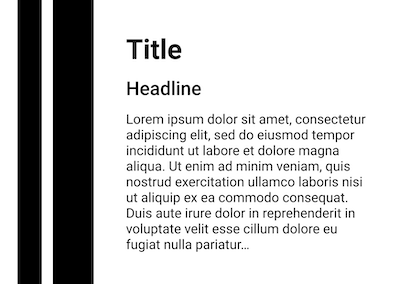 Title
Headline
Lorem ipsum dolor sit amet, consectetur
adipiscing elit, sed do eiusmod tempor
incididunt ut labore et dolore magna
aliqua. Ut enim ad minim veniam, quis
nostrud exercitation ullamco laboris nisi
ut aliquip ex ea commodo consequat.
Duis aute irure dolor in reprehenderit in
voluptate velit esse cillum dolore eu
fugiat nulla pariatur...